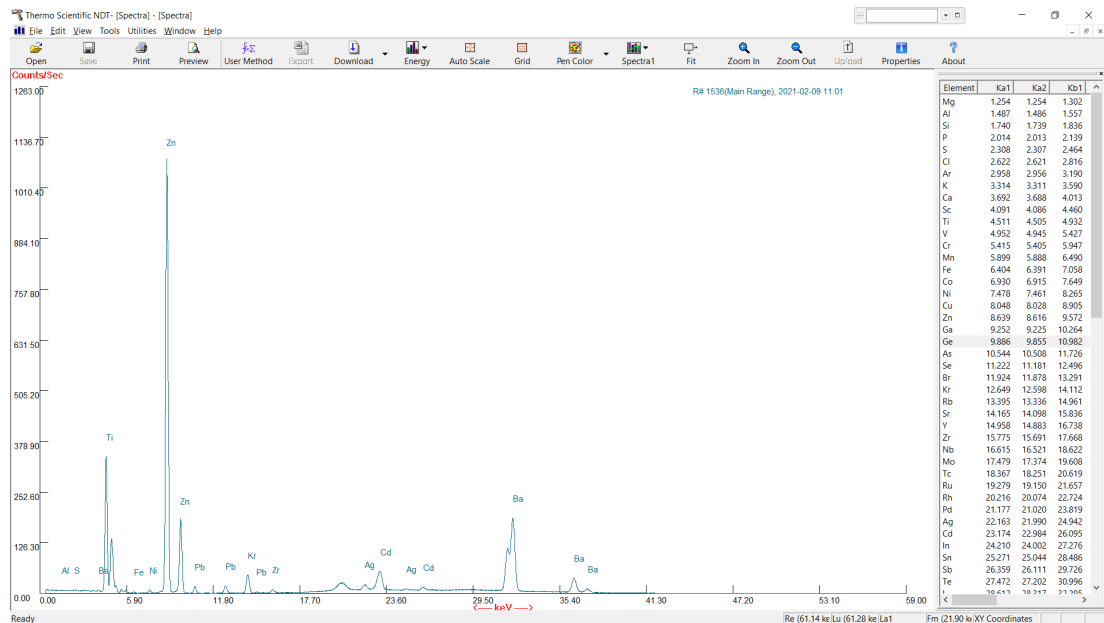 Thermo Scientific NDT- [Spectra] - [Spectra]
File Edit View Tools Utilities Window Help
Open Save Print Preview User Method Export Download Energy Auto Scale Grid Pen Color Spectra1 Fit Zoom In Zoom Out Upload Properties About
Counts/Sec
R# 1536(Main Range), 2021-02-09 11:01
1263.00
1136.70
1010.40
884.10
757.80
631.50
505.20
378.90
252.60
126.30
0.00
Zn
Ti
Zn
Ba
Al S Ba Fe Ni Pb Pb Kr Pb Zr Ag Cd Ag Cd Ba Ba
0.00 5.90 11.80 17.70 23.60 29.50 35.40 41.30 47.20 53.10 59.00
<---- keV ---->
Element Ka1 Ka2 Kb1
Mg 1.254 1.254 1.302
Al 1.487 1.486 1.557
Si 1.740 1.739 1.836
P 2.014 2.013 2.139
S 2.308 2.307 2.464
Cl 2.622 2.621 2.816
Ar 2.958 2.956 3.190
K 3.314 3.311 3.590
Ca 3.692 3.688 4.013
Sc 4.091 4.086 4.460
Ti 4.511 4.505 4.932
V 4.952 4.945 5.427
Cr 5.415 5.405 5.947
Mn 5.899 5.888 6.490
Fe 6.404 6.391 7.058
Co 6.930 6.915 7.649
Ni 7.478 7.461 8.265
Cu 8.048 8.028 8.905
Zn 8.639 8.616 9.572
Ga 9.252 9.225 10.264
Ge 9.886 9.855 10.982
As 10.544 10.508 11.726
Se 11.222 11.181 12.496
Br 11.924 11.878 13.291
Kr 12.649 12.598 14.112
Rb 13.395 13.336 14.961
Sr 14.165 14.098 15.836
Y 14.958 14.883 16.738
Zr 15.775 15.691 17.668
Nb 16.615 16.521 18.622
Mo 17.479 17.374 19.608
Tc 18.367 18.251 20.619
Ru 19.279 19.150 21.657
Rh 20.216 20.074 22.724
Pd 21.177 21.020 23.819
Ag 22.163 21.990 24.942
Cd 23.174 22.984 26.095
In 24.210 24.002 27.276
Sn 25.271 25.044 28.486
Sb 26.359 26.111 29.726
Te 27.472 27.202 30.996
Ready
Re (61.14 ke Lu (61.28 ke La1 Fm (21.90 k XY Coordinates